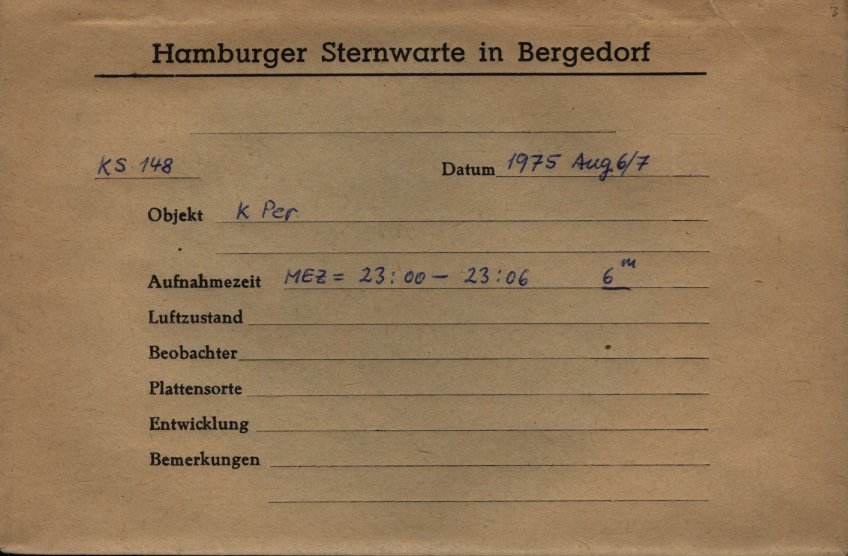 3
Hamburger Sternwarte in Bergedorf
KS 148 Datum 1975 Aug. 6/7
Objekt K Per
Aufnahmezeit MEZ = 23:00 — 23:06 6ᵐ
Luftzustand
Beobachter
Plattensorte
Entwicklung
Bemerkungen